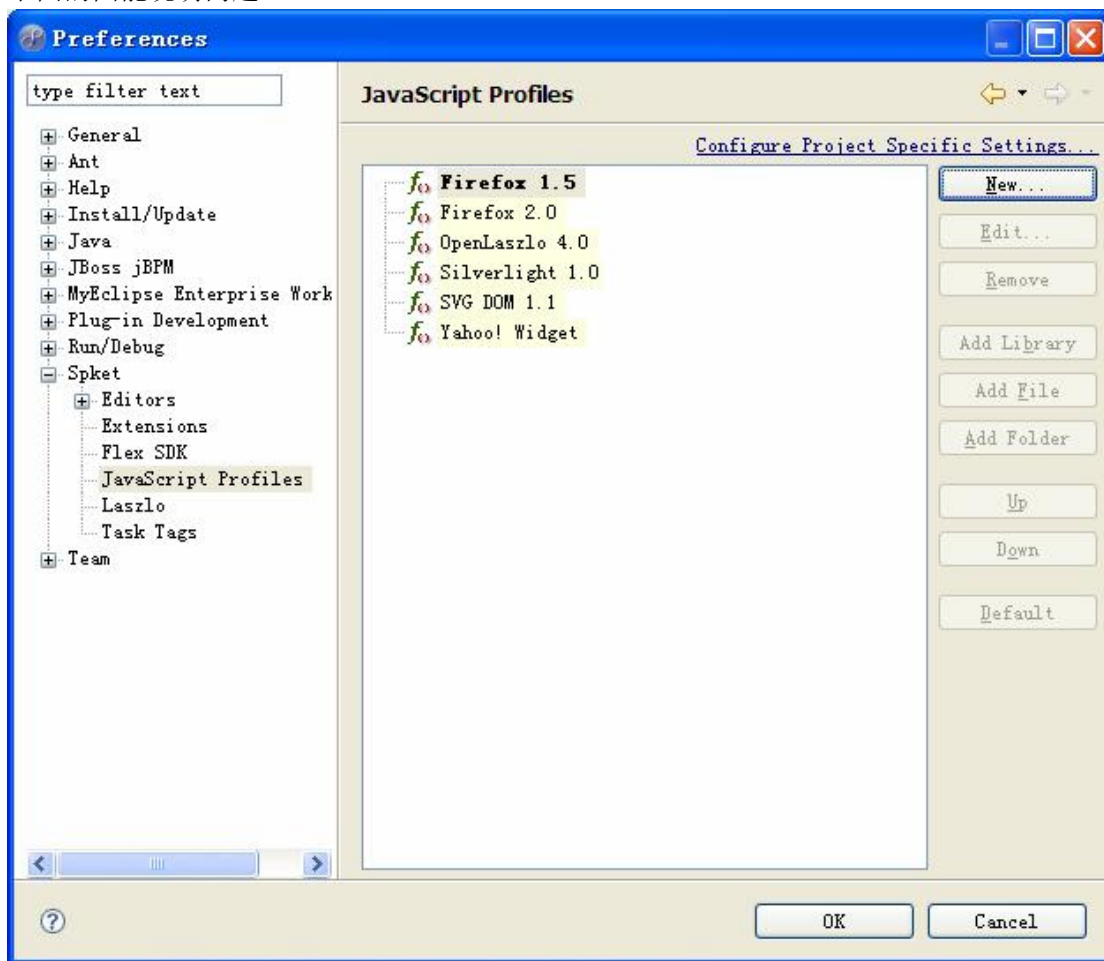 Preferences
type filter text
General
Ant
Help
Install/Update
Java
JBoss jBPM
MyEclipse Enterprise Work
Plug-in Development
Run/Debug
Spket
Editors
Extensions
Flex SDK
JavaScript Profiles
Laszlo
Task Tags
Team
JavaScript Profiles
Configure Project Specific Settings...
Firefox 1.5
Firefox 2.0
OpenLaszlo 4.0
Silverlight 1.0
SVG DOM 1.1
Yahoo! Widget
New...
Edit...
Remove
Add Library
Add File
Add Folder
Up
Down
Default
OK
Cancel